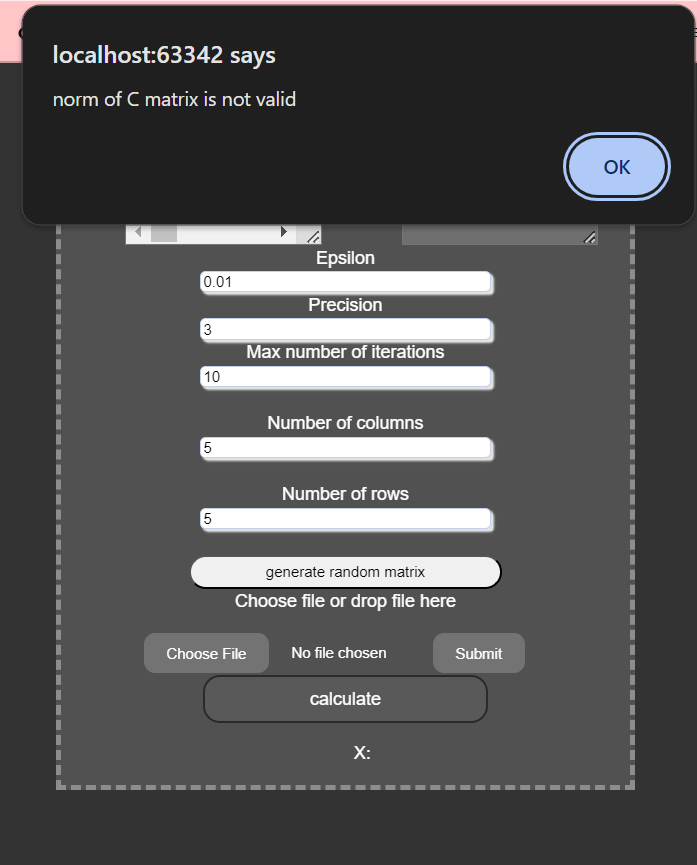 localhost:63342 says
norm of C matrix is not valid
OK
Epsilon
0.01
Precision
3
Max number of iterations
10
Number of columns
5
Number of rows
5
generate random matrix
Choose file or drop file here
Choose File No file chosen Submit
calculate
X: